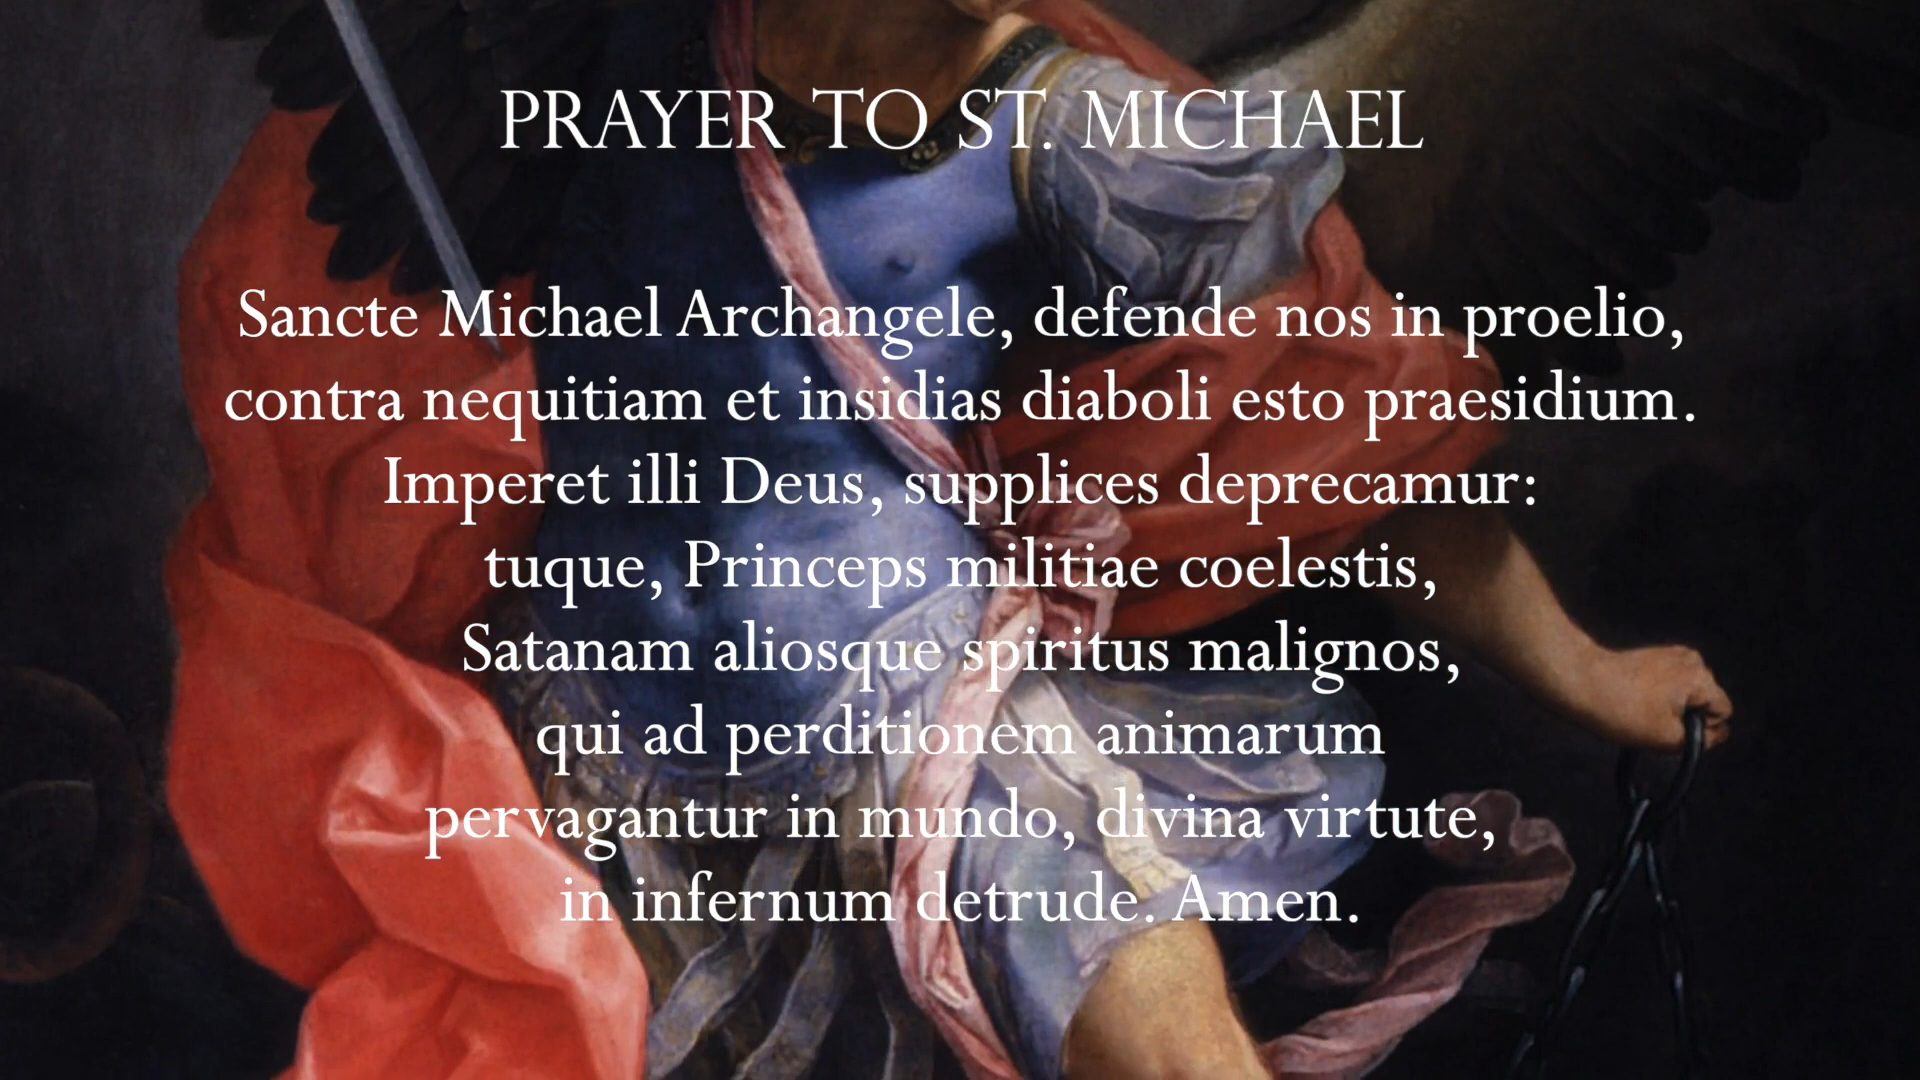 PRAYER TO ST. MICHAEL
Sancte Michael Archangele, defende nos in proelio,
contra nequitiam et insidias diaboli esto praesidium.
Imperet illi Deus, supplices deprecamur:
tuque, Princeps militiae coelestis,
Satanam aliosque spiritus malignos,
qui ad perditionem animarum
pervagantur in mundo, divina virtute,
in infernum detrude. Amen.